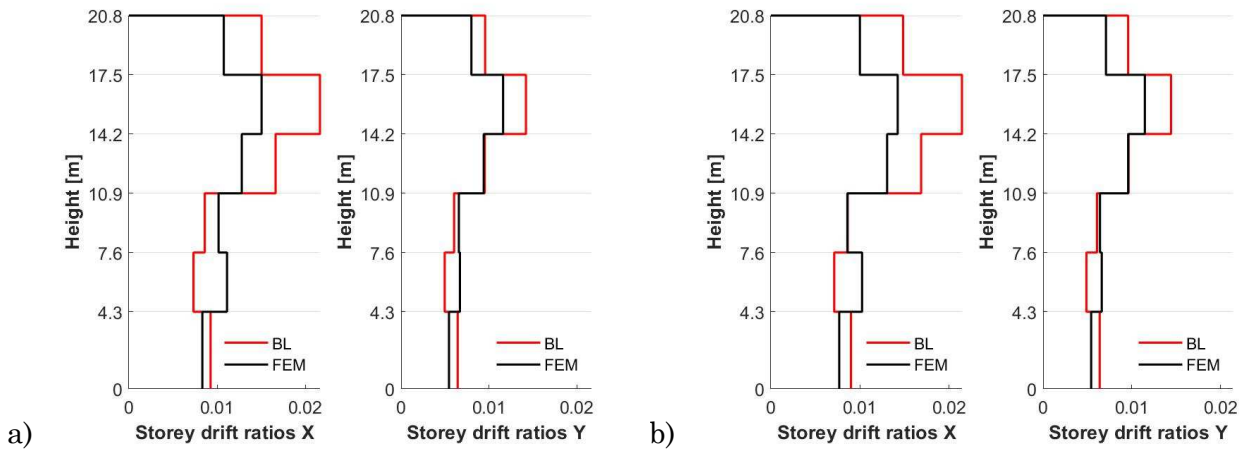 20.8
17.5
14.2
10.9
7.6
4.3
0
Height [m]
0 0.01 0.02
Storey drift ratios X
BL
FEM
20.8
17.5
14.2
10.9
7.6
4.3
0
Height [m]
0 0.01 0.02
Storey drift ratios Y
BL
FEM
a)
20.8
17.5
14.2
10.9
7.6
4.3
0
Height [m]
0 0.01 0.02
Storey drift ratios X
BL
FEM
20.8
17.5
14.2
10.9
7.6
4.3
0
Height [m]
0 0.01 0.02
Storey drift ratios Y
BL
FEM
b)